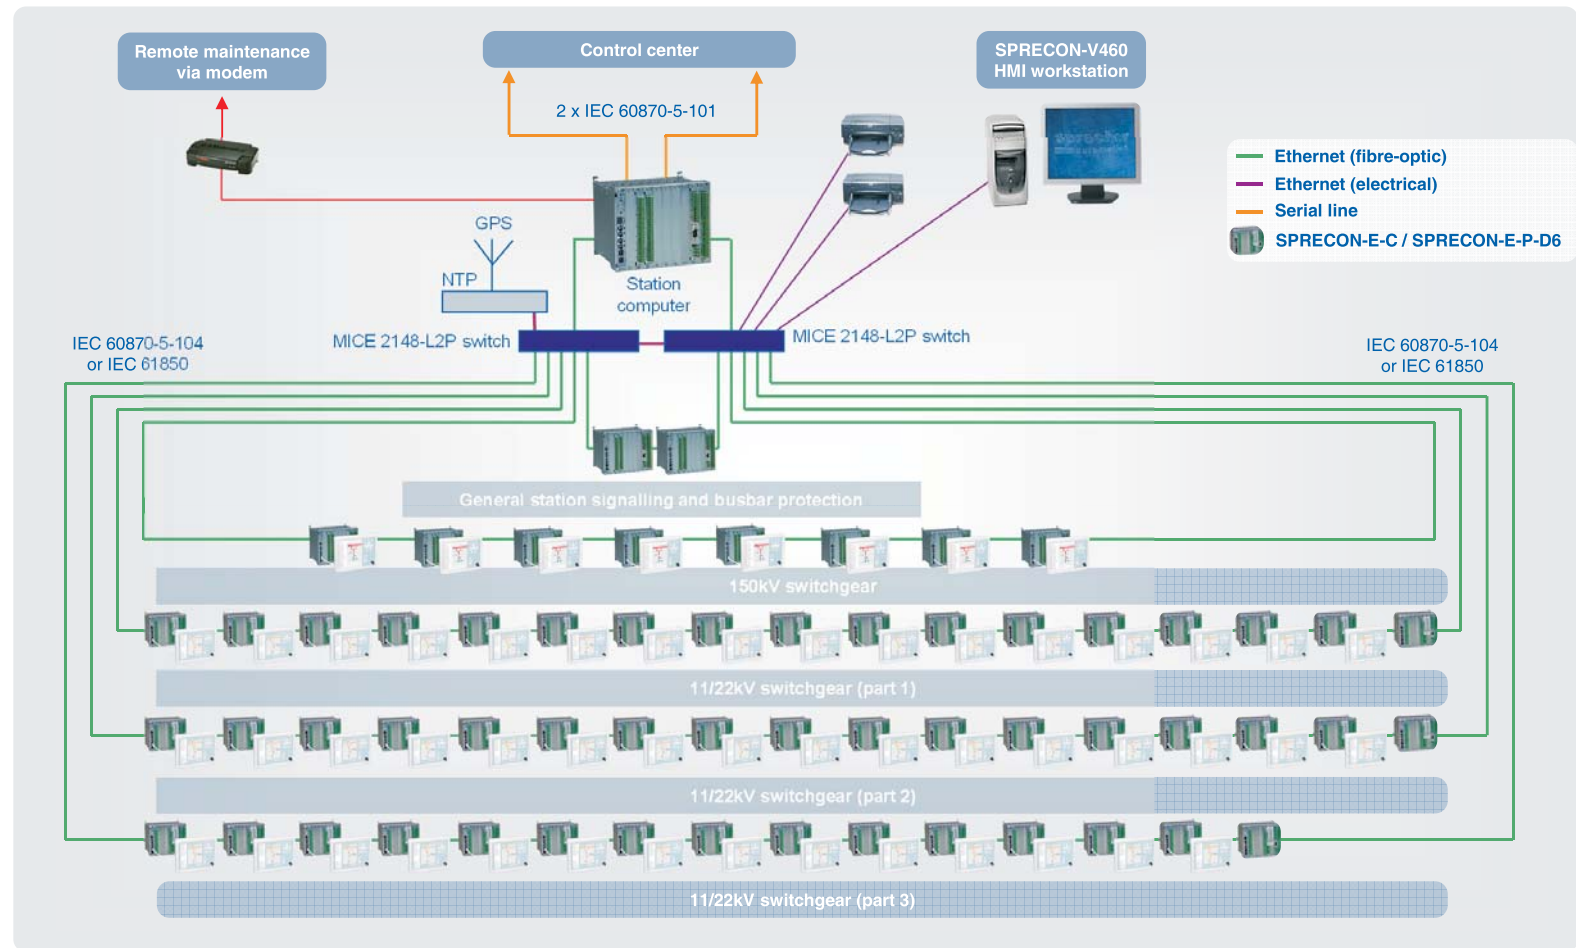 Remote maintenance
via modem
Control center
SPRECON-V460
HMI workstation
2 x IEC 60870-5-101
Ethernet (fibre-optic)
Ethernet (electrical)
Serial line
SPRECON-E-C / SPRECON-E-P-D6
GPS
NTP
Station
computer
MICE 2148-L2P switch
MICE 2148-L2P switch
IEC 60870-5-104
or IEC 61850
IEC 60870-5-104
or IEC 61850
General station signalling and busbar protection
150kV switchgear
11/22kV switchgear (part 1)
11/22kV switchgear (part 2)
11/22kV switchgear (part 3)